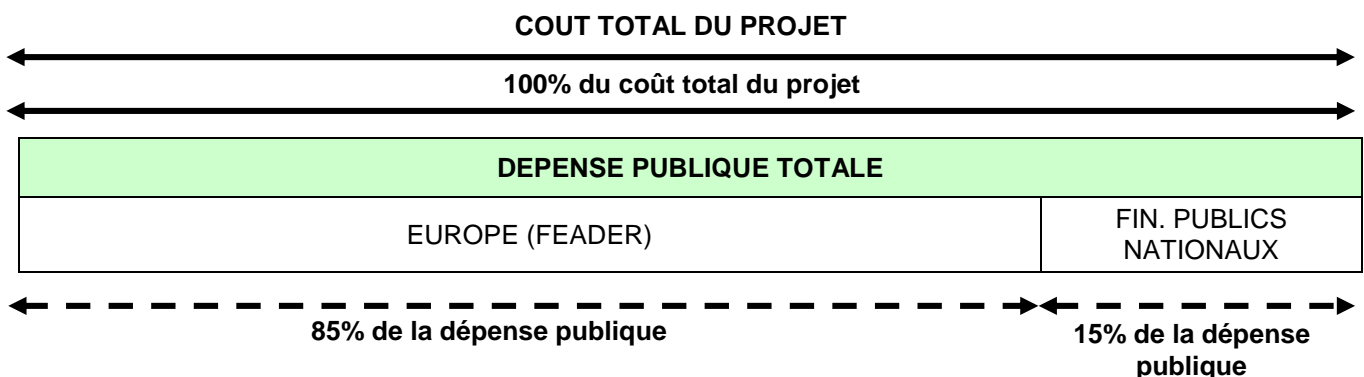 COUT TOTAL DU PROJET
100% du coût total du projet
DEPENSE PUBLIQUE TOTALE
EUROPE (FEADER)
FIN. PUBLICS
NATIONAUX
85% de la dépense publique
15% de la dépense
publique